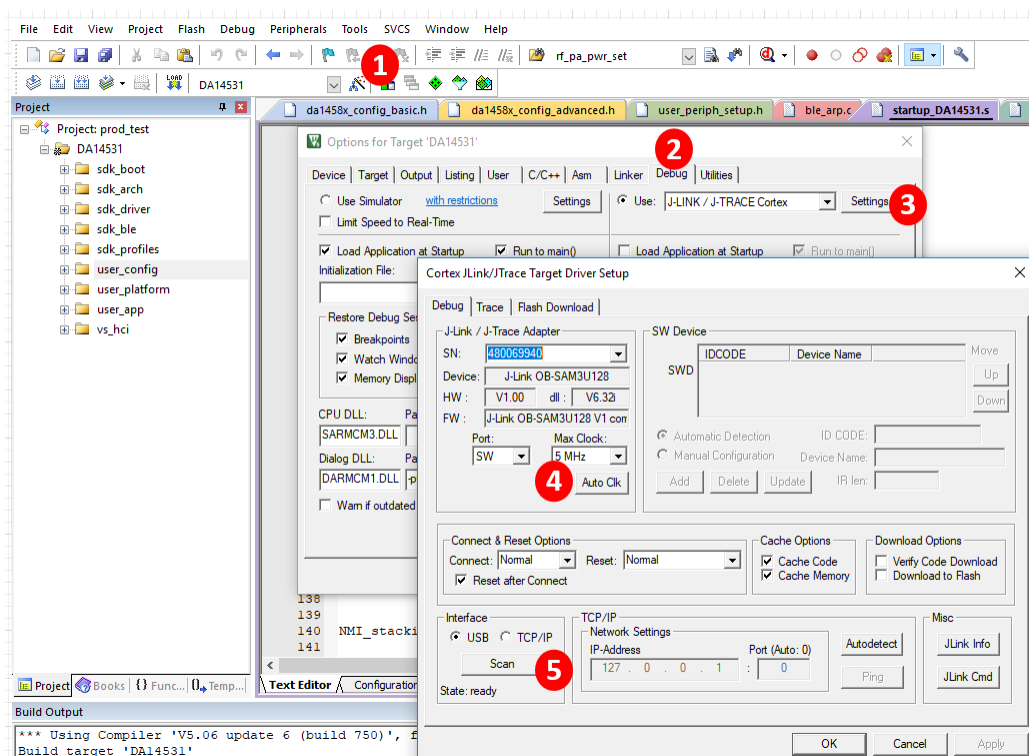 File Edit View Project Flash Debug Peripherals Tools SVCS Window Help
rf_pa_pwr_set
1
LOAD
DA14531
Project
da1458x_config_basic.h da1458x_config_advanced.h user_periph_setup.h ble_arp.c startup_DA14531.s
Project: prod_test
DA14531
sdk_boot
sdk_arch
sdk_driver
sdk_ble
sdk_profiles
user_config
user_platform
user_app
vs_hci
Options for Target 'DA14531'
2
Device Target Output Listing User C/C++ Asm Linker Debug Utilities
Use Simulator with restrictions Settings Use: J-LINK / J-TRACE Cortex Settings
3
Limit Speed to Real-Time
Load Application at Startup Run to main() Load Application at Startup Run to main()
Initialization File:
Restore Debug Se
Breakpoints
Watch Windo
Memory Displ
CPU DLL: Pa
SARMCM3.DLL
Dialog DLL: Pa
DARMCM1.DLL -p
Warn if outdated
Cortex JLink/JTrace Target Driver Setup
Debug Trace Flash Download
J-Link / J-Trace Adapter
SN: 480069940
Device: J-Link OB-SAM3U128
HW : V1.00 dll : V6.32i
FW : J-Link OB-SAM3U128 V1 com
Port: Max Clock:
SW 5 MHz
4
Auto Clk
SW Device
IDCODE Device Name Move
SWD
Up
Down
Automatic Detection ID CODE:
Manual Configuration Device Name:
Add Delete Update IR len:
Connect & Reset Options
Connect: Normal Reset: Normal
Reset after Connect
Cache Options
Cache Code
Cache Memory
Download Options
Verify Code Download
Download to Flash
Interface
USB TCP/IP
Scan
5
State: ready
TCP/IP
Network Settings
IP-Address Port (Auto: 0)
127 . 0 . 0 . 1 : 0
Autodetect
Ping
Misc
JLink Info
JLink Cmd
OK Cancel Apply
138
139
140 NMI_stacki
141
Project Books {} Func... Temp...
Text Editor Configuration
Build Output
*** Using Compiler 'V5.06 update 6 (build 750)', f
Build target 'DA14531'